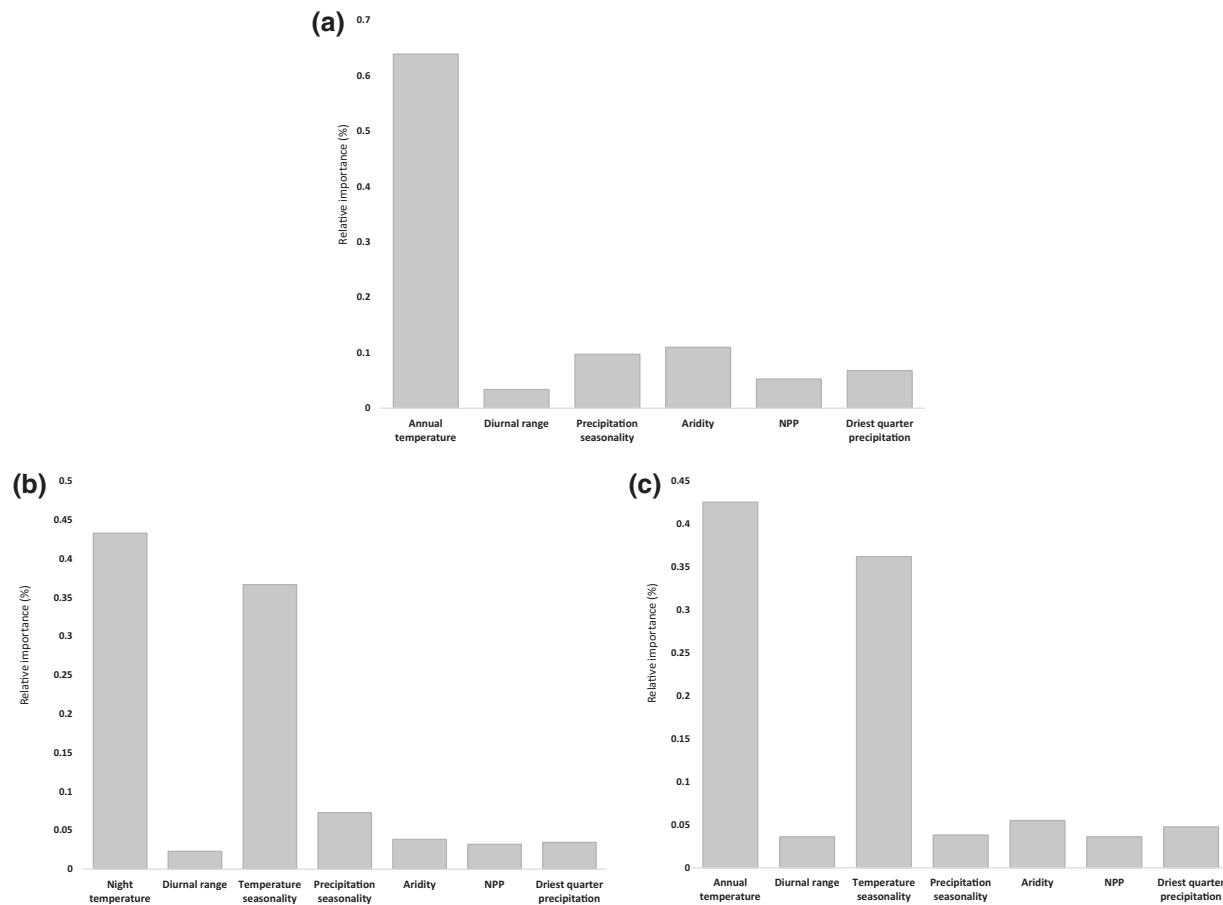 (a)
Relative importance (%)
0.7
0.6
0.5
0.4
0.3
0.2
0.1
0
Annual
temperature
Diurnal range
Precipitation
seasonality
Aridity
NPP
Driest quarter
precipitation
(b)
Relative importance (%)
0.5
0.45
0.4
0.35
0.3
0.25
0.2
0.15
0.1
0.05
0
Night
temperature
Diurnal range
Temperature
seasonality
Precipitation
seasonality
Aridity
NPP
Driest quarter
precipitation
(c)
Relative importance (%)
0.45
0.4
0.35
0.3
0.25
0.2
0.15
0.1
0.05
0
Annual
temperature
Diurnal range
Temperature
seasonality
Precipitation
seasonality
Aridity
NPP
Driest quarter
precipitation